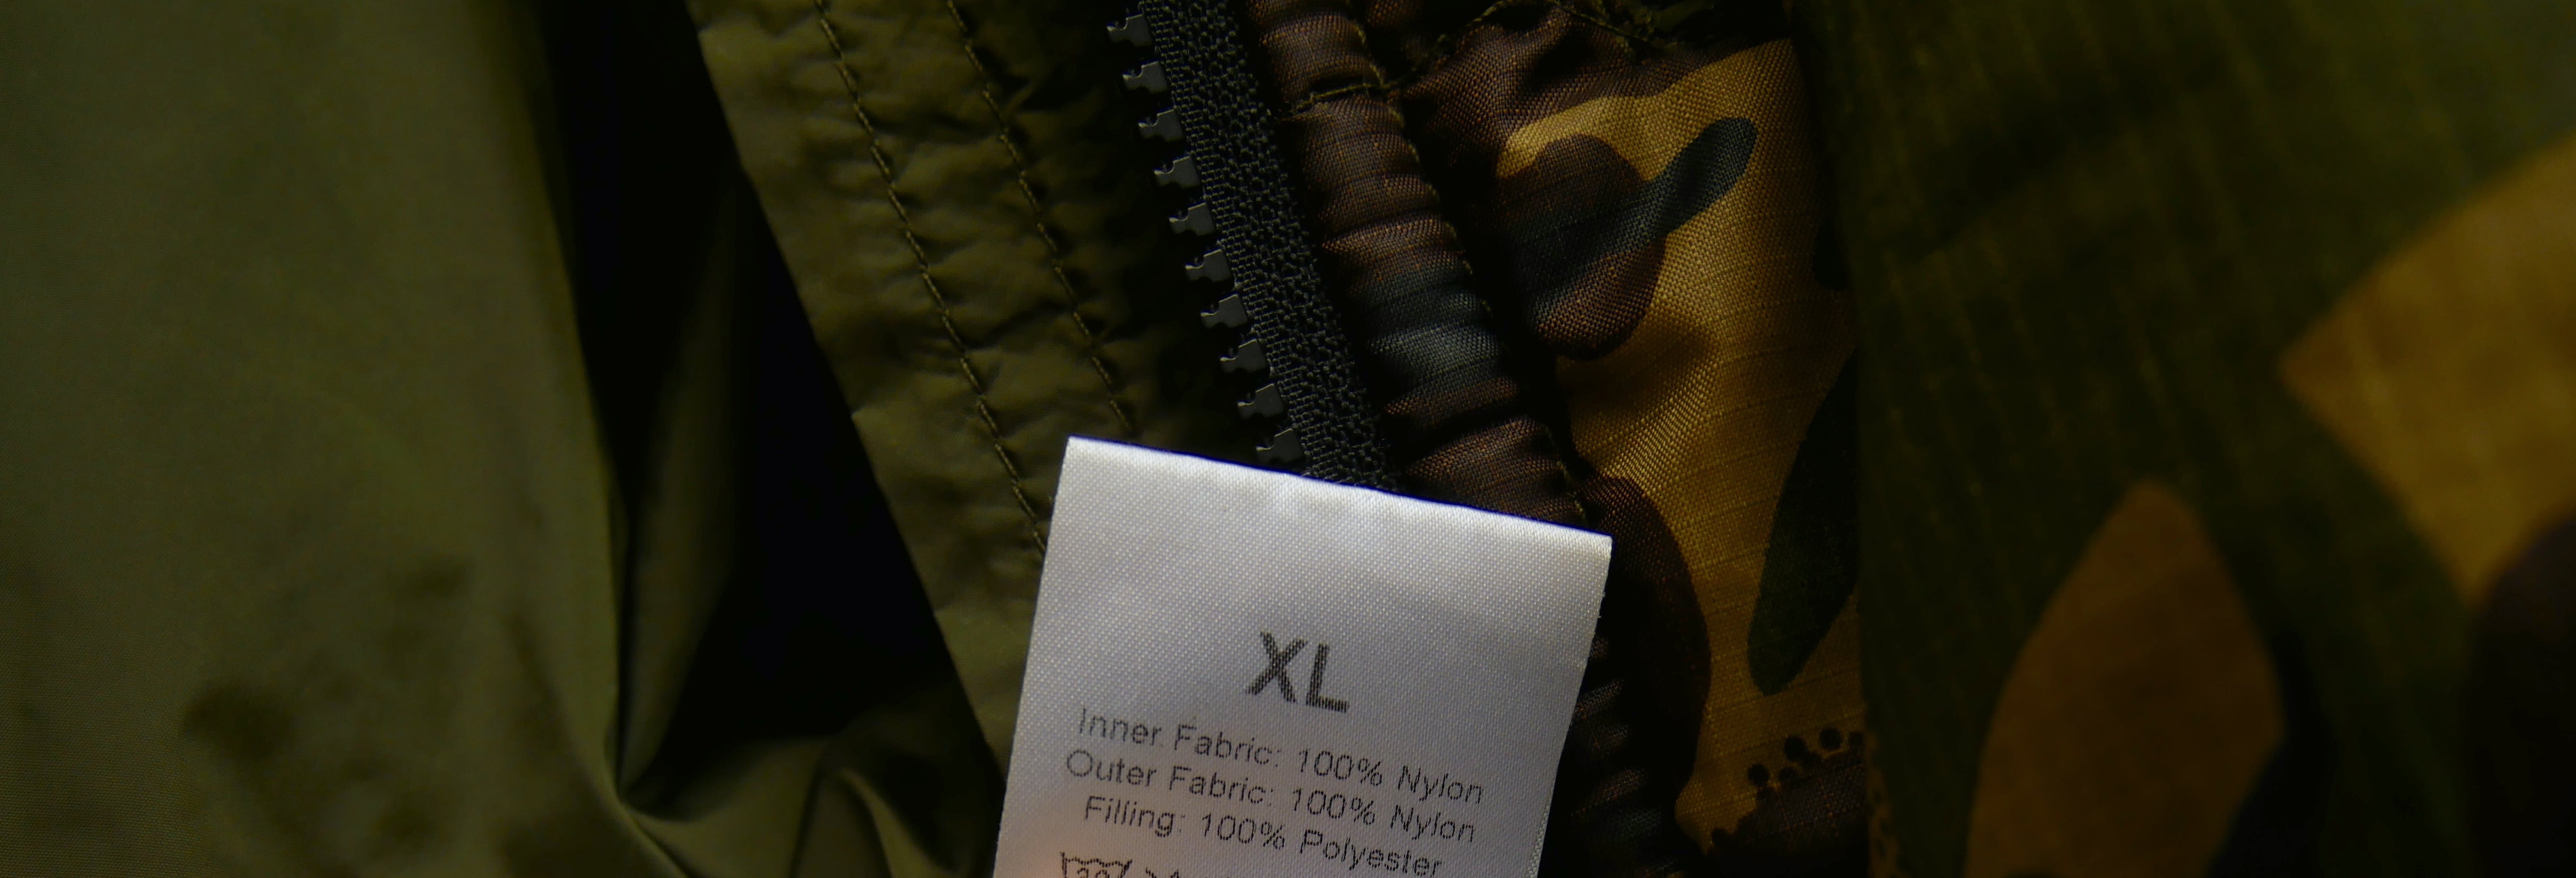 XL
Inner Fabric: 100% Nylon
Outer Fabric: 100% Nylon
Filling: 100% Polyester